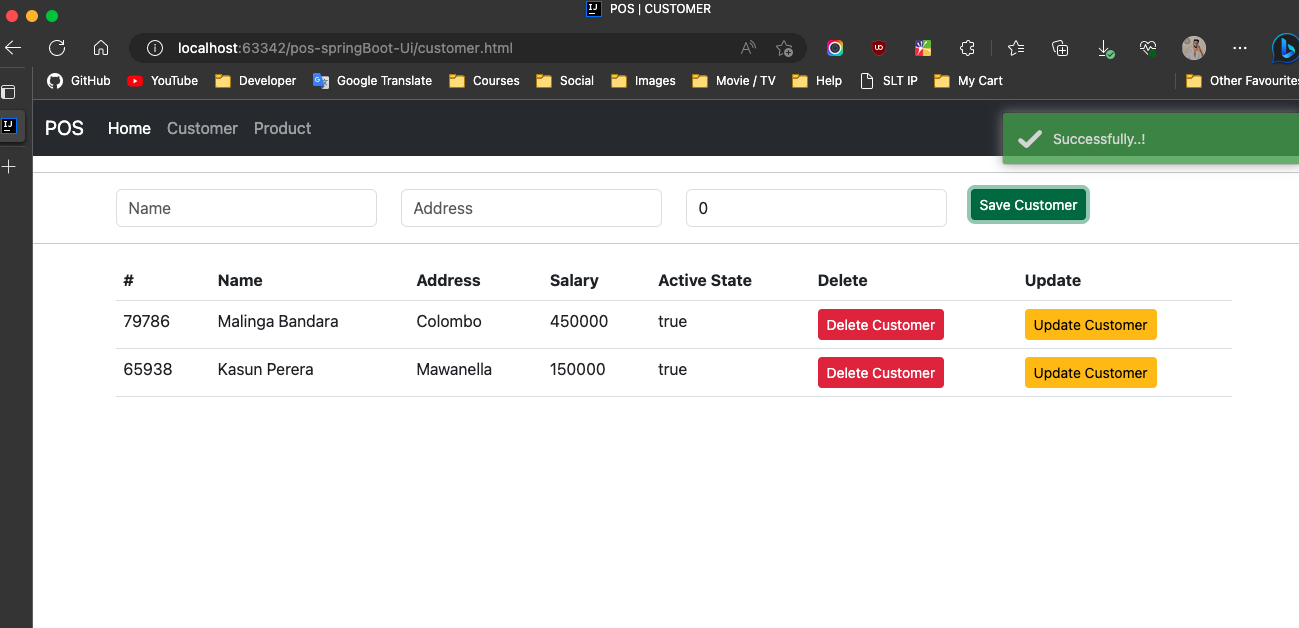 POS | CUSTOMER
localhost:63342/pos-springBoot-Ui/customer.html
GitHub YouTube Developer Google Translate Courses Social Images Movie / TV Help SLT IP My Cart Other Favourites
POS Home Customer Product
Successfully..!
Name Address 0 Save Customer
# Name Address Salary Active State Delete Update
79786 Malinga Bandara Colombo 450000 true Delete Customer Update Customer
65938 Kasun Perera Mawanella 150000 true Delete Customer Update Customer